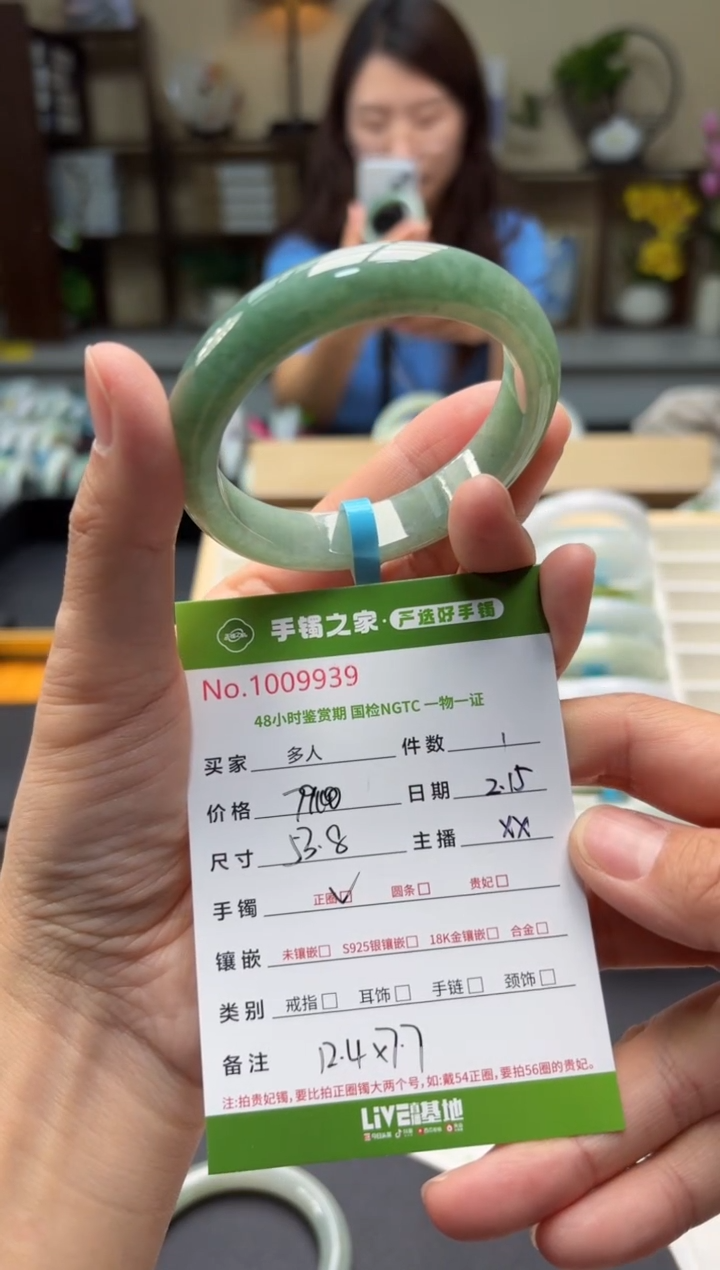 手镯之家·严选好手镯
No.1009939
48小时鉴赏期 国检NGTC 一物一证
买家 多人 件数 1
价格 日期 2.15
尺寸 53.8 主播 XX
手镯 正圈☑ 圆条□ 贵妃□
镶嵌 未镶嵌□ S925银镶嵌□ 18K金镶嵌□ 合金□
类别 戒指□ 耳饰□ 手链□ 颈饰□
备注 12.4×7.7
注:拍贵妃镯,要比拍正圈镯大两个号,如:戴54正圈,要拍56圈的贵妃。
LiVE直播基地